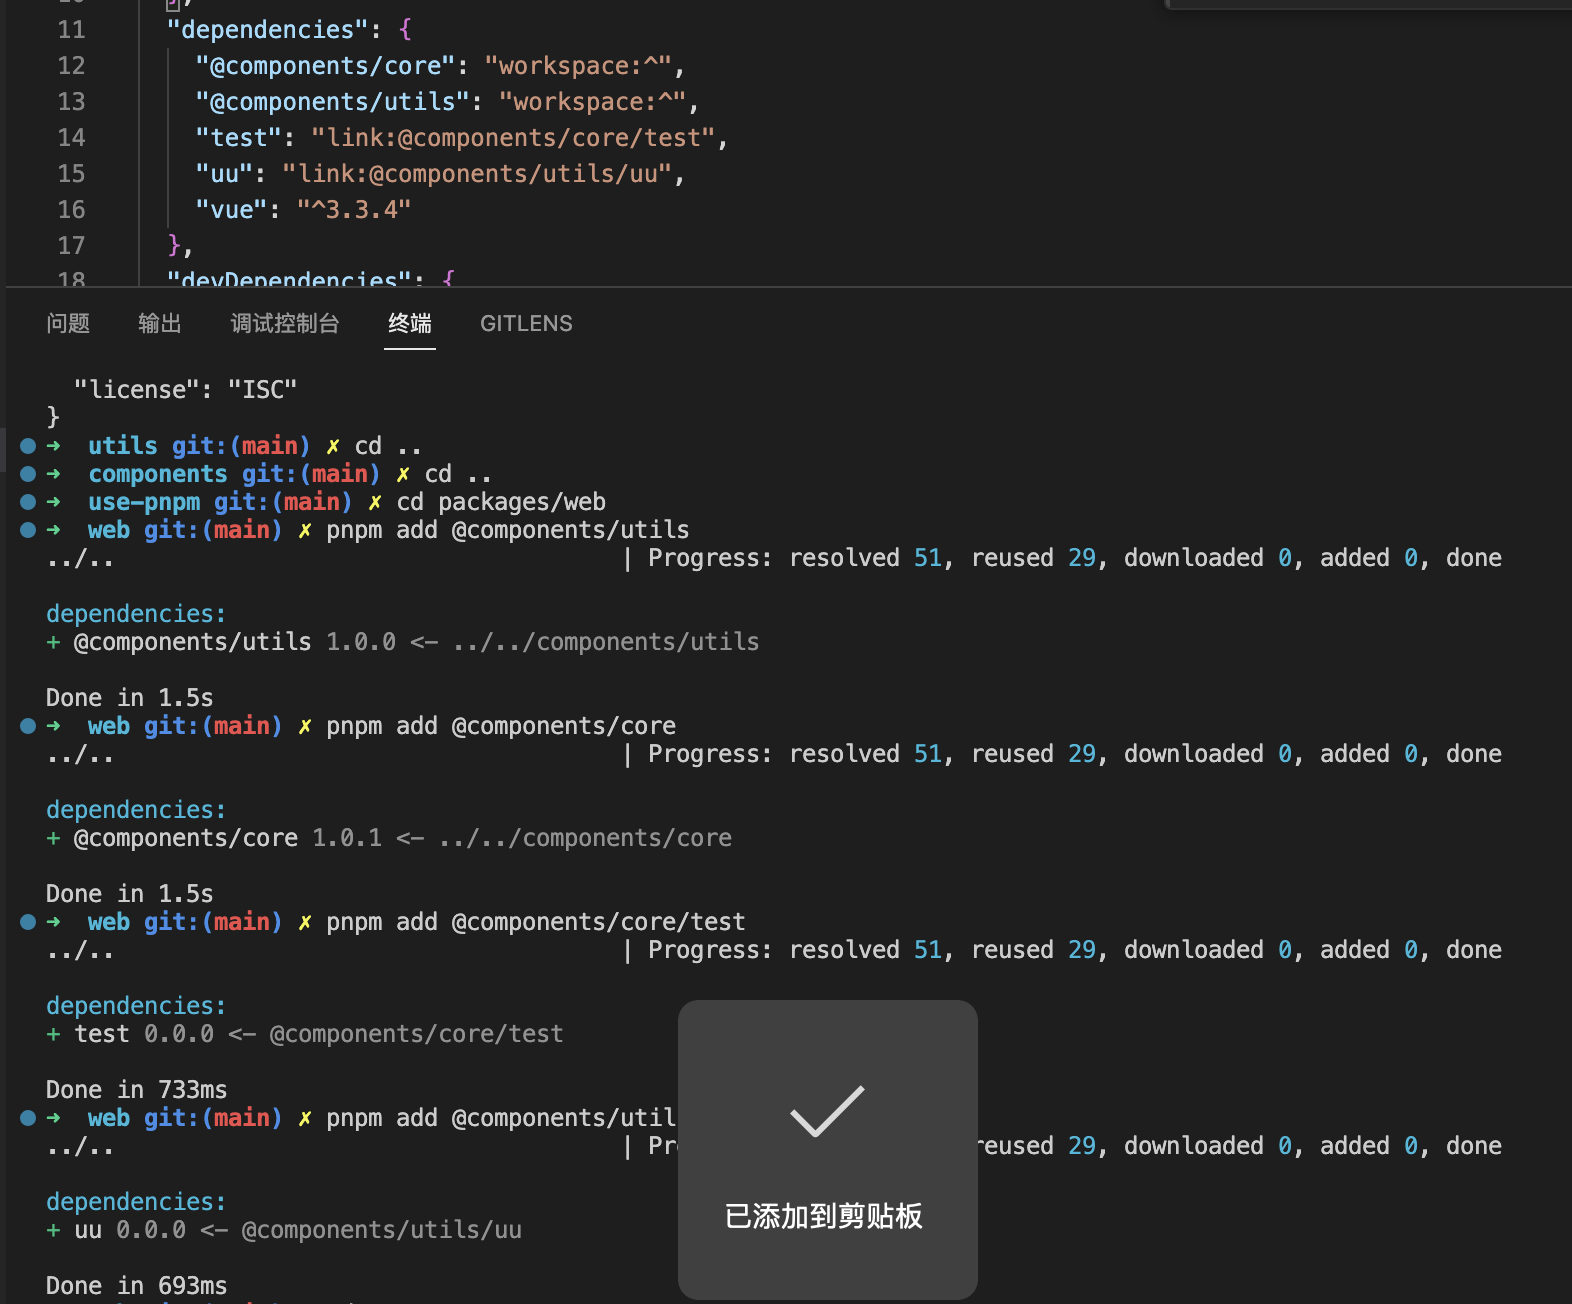 11 "dependencies": {
12 "@components/core": "workspace:^",
13 "@components/utils": "workspace:^",
14 "test": "link:@components/core/test",
15 "uu": "link:@components/utils/uu",
16 "vue": "^3.3.4"
17 },
18 "devDependencies": {
问题 输出 调试控制台 终端 GITLENS
"license": "ISC"
}
➜ utils git:(main) ✗ cd ..
➜ components git:(main) ✗ cd ..
➜ use-pnpm git:(main) ✗ cd packages/web
➜ web git:(main) ✗ pnpm add @components/utils
../.. | Progress: resolved 51, reused 29, downloaded 0, added 0, done
dependencies:
+ @components/utils 1.0.0 <- ../../components/utils
Done in 1.5s
➜ web git:(main) ✗ pnpm add @components/core
../.. | Progress: resolved 51, reused 29, downloaded 0, added 0, done
dependencies:
+ @components/core 1.0.1 <- ../../components/core
Done in 1.5s
➜ web git:(main) ✗ pnpm add @components/core/test
../.. | Progress: resolved 51, reused 29, downloaded 0, added 0, done
dependencies:
+ test 0.0.0 <- @components/core/test
Done in 733ms
➜ web git:(main) ✗ pnpm add @components/util
../.. | Pr reused 29, downloaded 0, added 0, done
dependencies:
+ uu 0.0.0 <- @components/utils/uu
Done in 693ms
已添加到剪贴板